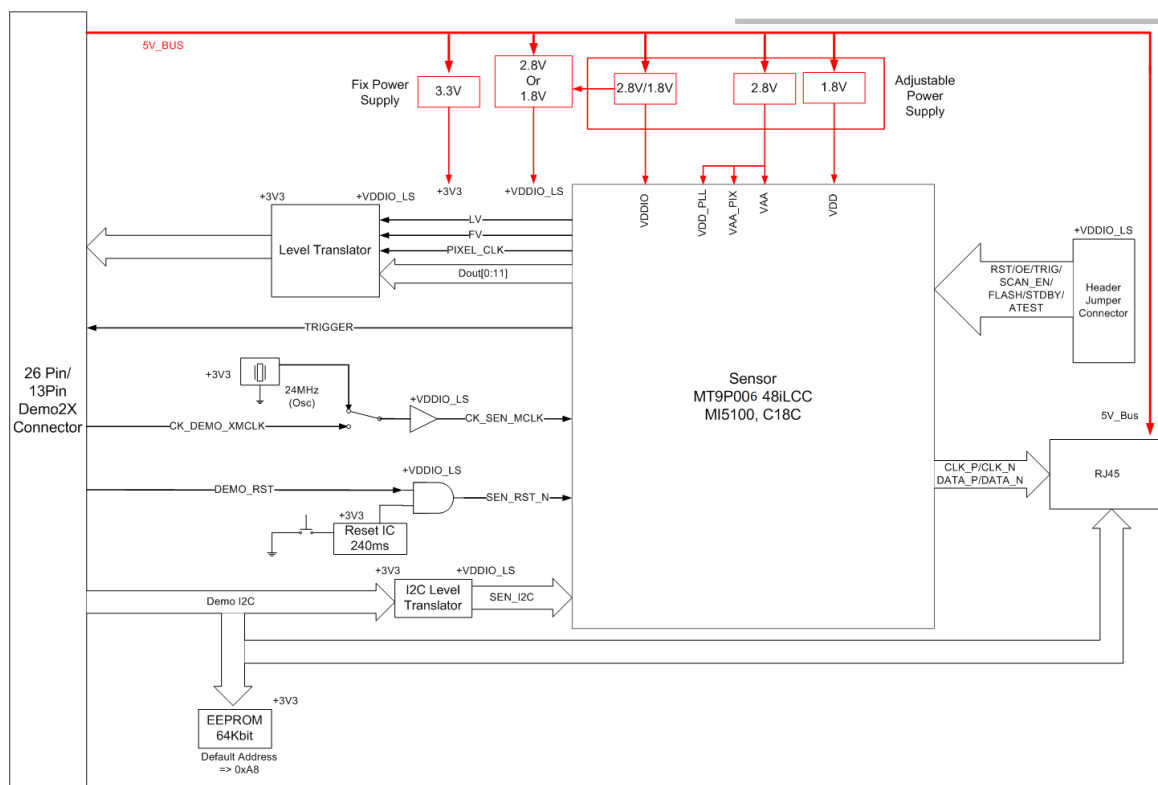 5V_BUS
Fix Power
Supply
3.3V
2.8V
Or
1.8V
2.8V/1.8V
2.8V
1.8V
Adjustable
Power
Supply
+3V3
+VDDIO_LS
+3V3
+VDDIO_LS
Level Translator
LV
FV
PIXEL_CLK
Dout[0:11]
VDDIO
VDD_PLL
VAA_PIX
VAA
VDD
+VDDIO_LS
RST/OE/TRIG/
SCAN_EN/
FLASH/STDBY/
ATEST
Header
Jumper
Connector
TRIGGER
26 Pin/
13Pin
Demo2X
Connector
+3V3
24MHz
(Osc)
+VDDIO_LS
CK_DEMO_XMCLK
CK_SEN_MCLK
Sensor
MT9P006 48iLCC
MI5100, C18C
5V_Bus
CLK_P/CLK_N
DATA_P/DATA_N
RJ45
+VDDIO_LS
DEMO_RST
SEN_RST_N
+3V3
Reset IC
240ms
+3V3
+VDDIO_LS
Demo I2C
I2C Level
Translator
SEN_I2C
+3V3
EEPROM
64Kbit
Default Address
=> 0xA8